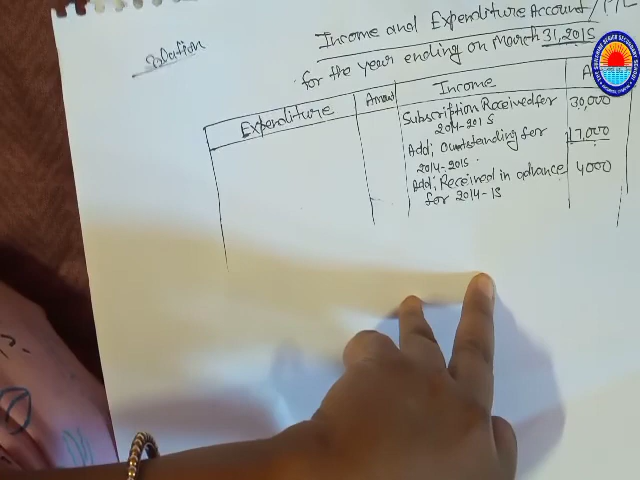 Income and Expenditure Account/
for the year ending on March 31, 2015
Solution
Expenditure
Amount
Income
A
Subscription Received for
2014-2015
30,000
Add; Outstanding for
2014-2015.
17,000
Add; Received in advance
for 2014-15
4000